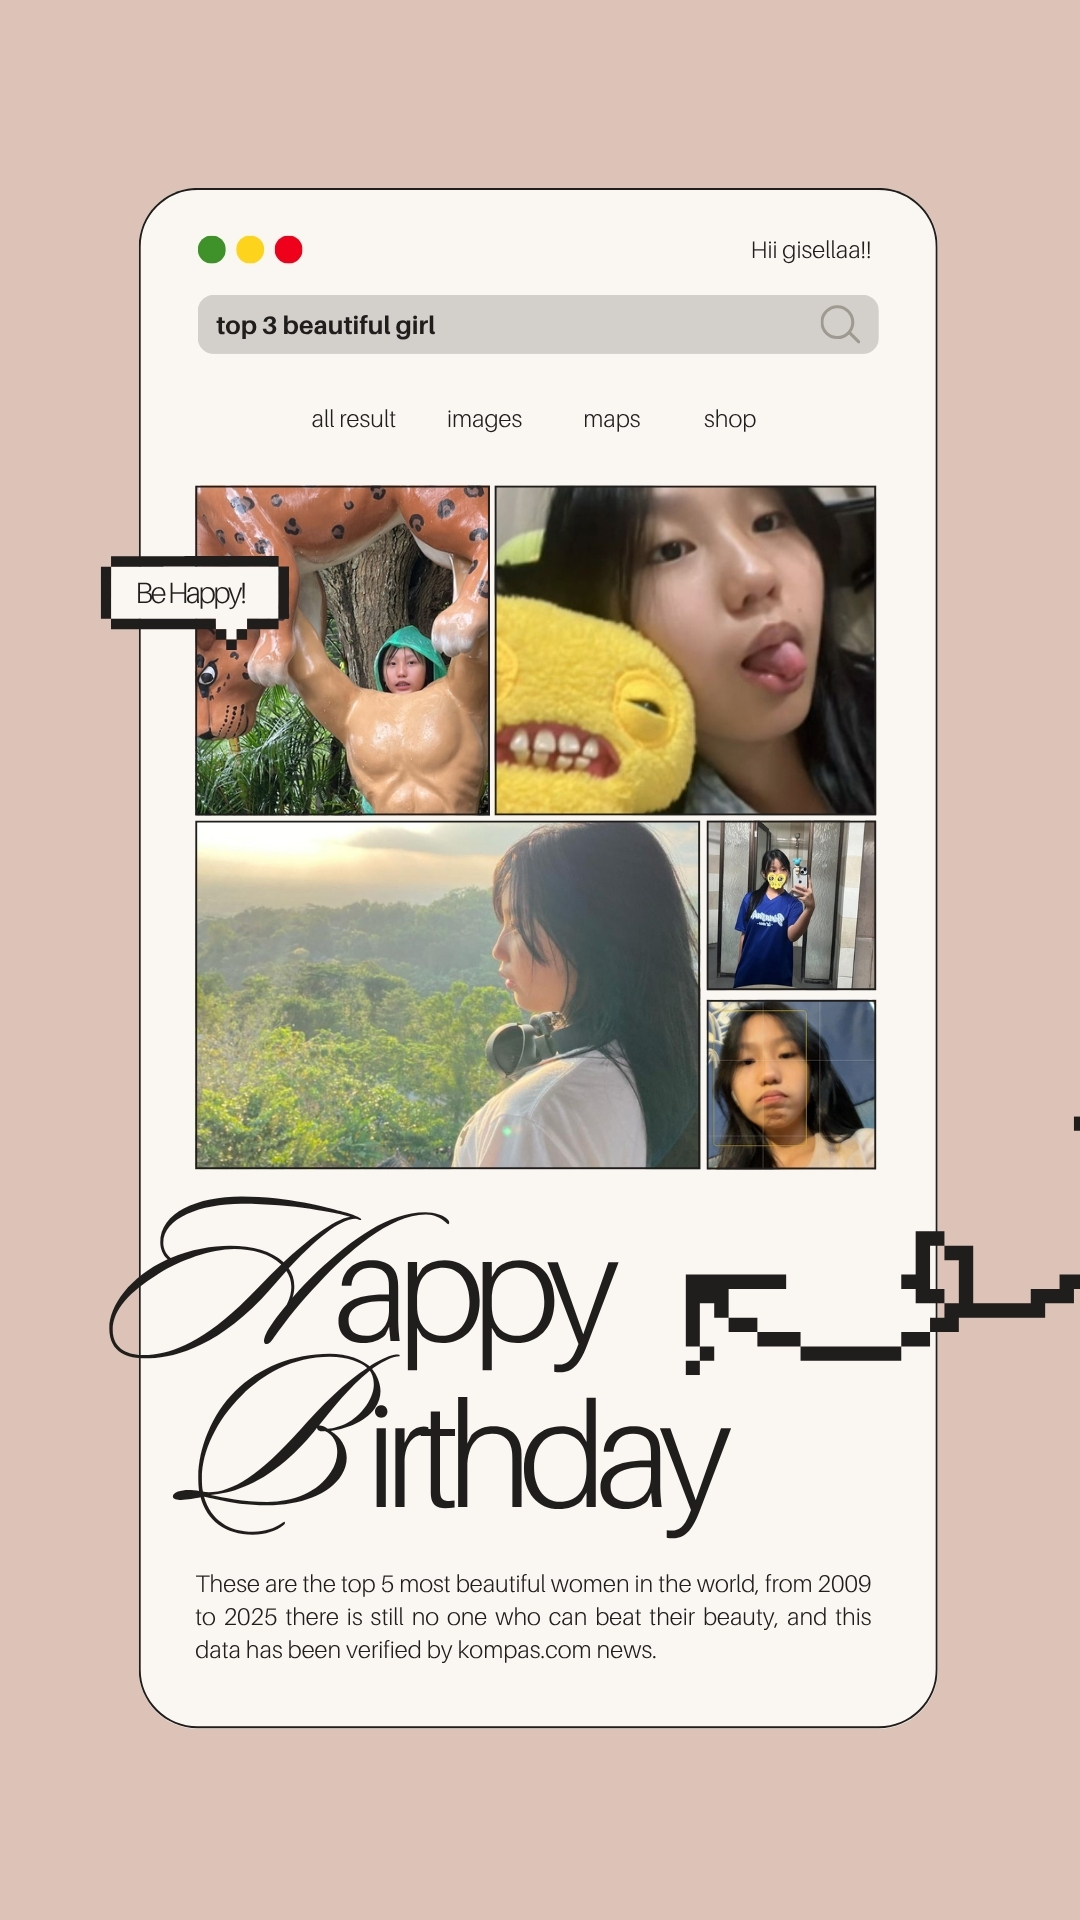 Hii gisellaa!!
top 3 beautiful girl
all result images maps shop
Be Happy!
Happy
Birthday
These are the top 5 most beautiful women in the world, from 2009
to 2025 there is still no one who can beat their beauty, and this
data has been verified by kompas.com news.